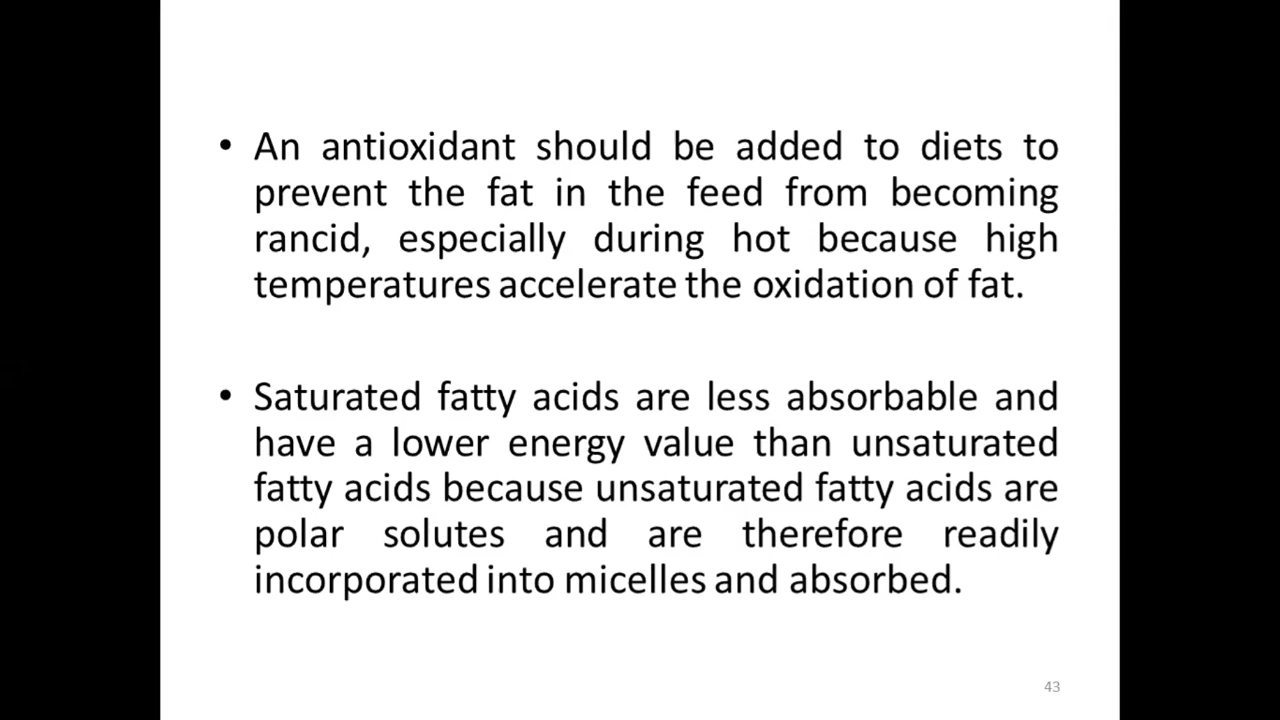 • An antioxidant should be added to diets to
prevent the fat in the feed from becoming
rancid, especially during hot because high
temperatures accelerate the oxidation of fat.
• Saturated fatty acids are less absorbable and
have a lower energy value than unsaturated
fatty acids because unsaturated fatty acids are
polar solutes and are therefore readily
incorporated into micelles and absorbed.
43